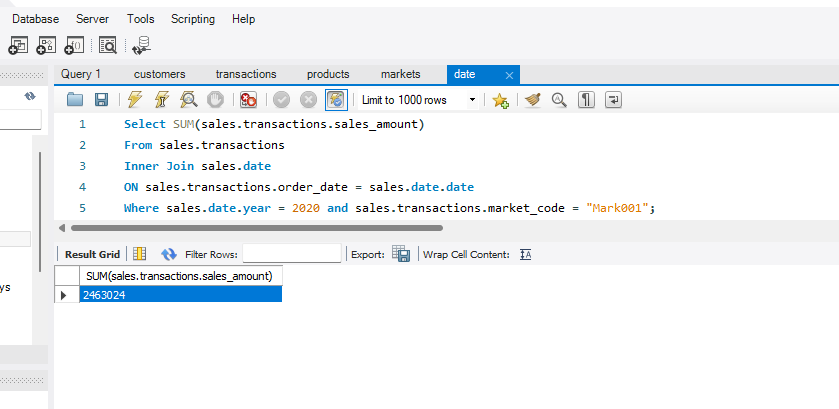 Database Server Tools Scripting Help
Query 1 customers transactions products markets date
Limit to 1000 rows
1 Select SUM(sales.transactions.sales_amount)
2 From sales.transactions
3 Inner Join sales.date
4 ON sales.transactions.order_date = sales.date.date
5 Where sales.date.year = 2020 and sales.transactions.market_code = "Mark001";
ys
Result Grid Filter Rows: Export: Wrap Cell Content:
SUM(sales.transactions.sales_amount)
2463024